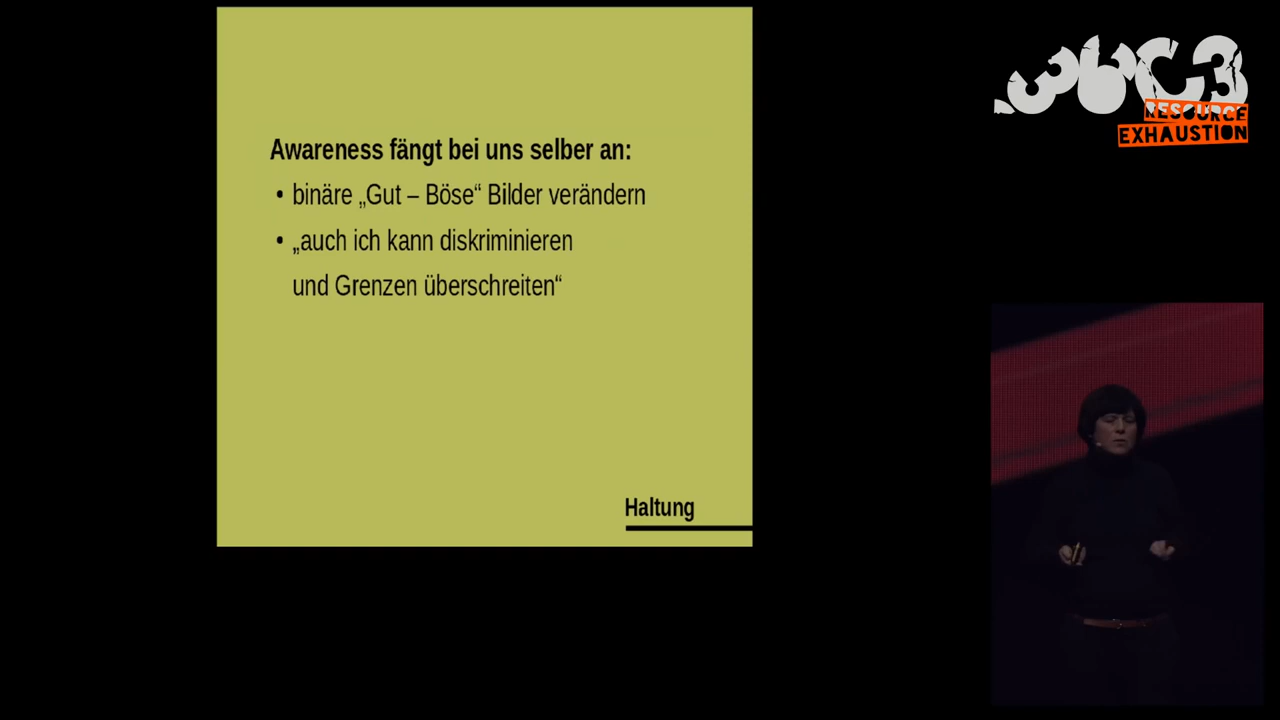 Awareness fängt bei uns selber an:
• binäre „Gut – Böse“ Bilder verändern
• „auch ich kann diskriminieren
und Grenzen überschreiten“
Haltung
36C3
RESOURCE
EXHAUSTION